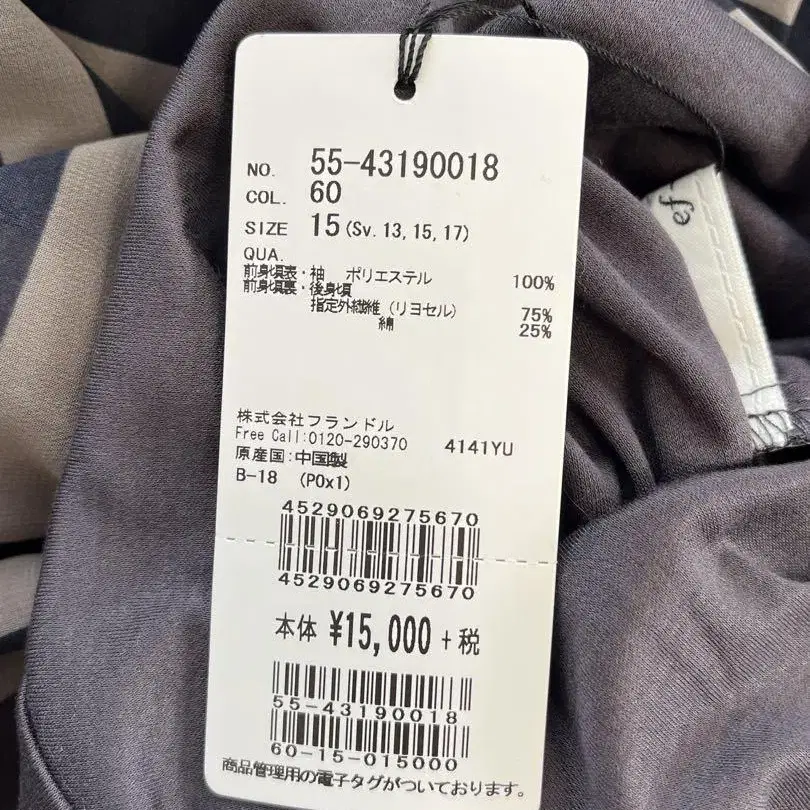 NO. 55-43190018
COL. 60
SIZE 15 (Sv. 13, 15, 17)
QUA.
前身頃表・袖 ポリエステル 100%
前身頃裏・後身頃
指定外繊維 (リヨセル) 75%
綿 25%
株式会社フランドル
Free Call:0120-290370 4141YU
原産国:中国製
B-18 (P0x1)
4529069275670
4529069275670
本体 ¥15,000 + 税
55-43190018
60-15-015000
商品管理用の電子タグがついております。
ef